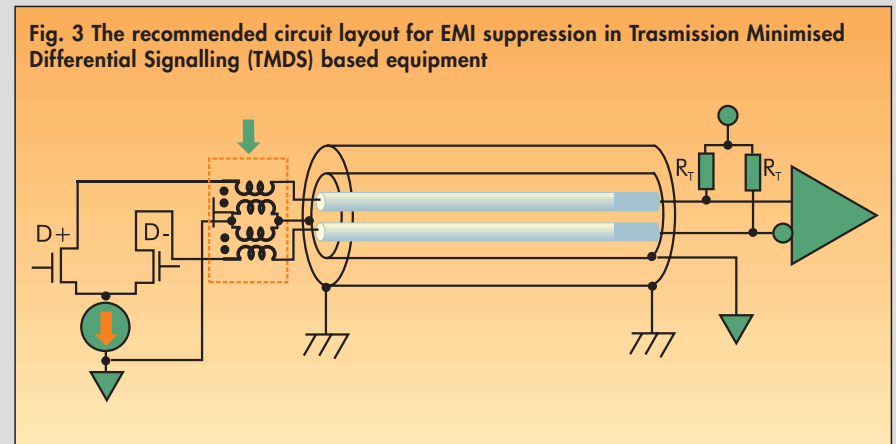 Fig. 3 The recommended circuit layout for EMI suppression in Trasmission Minimised
Differential Signalling (TMDS) based equipment
D+
D-
RT
RT